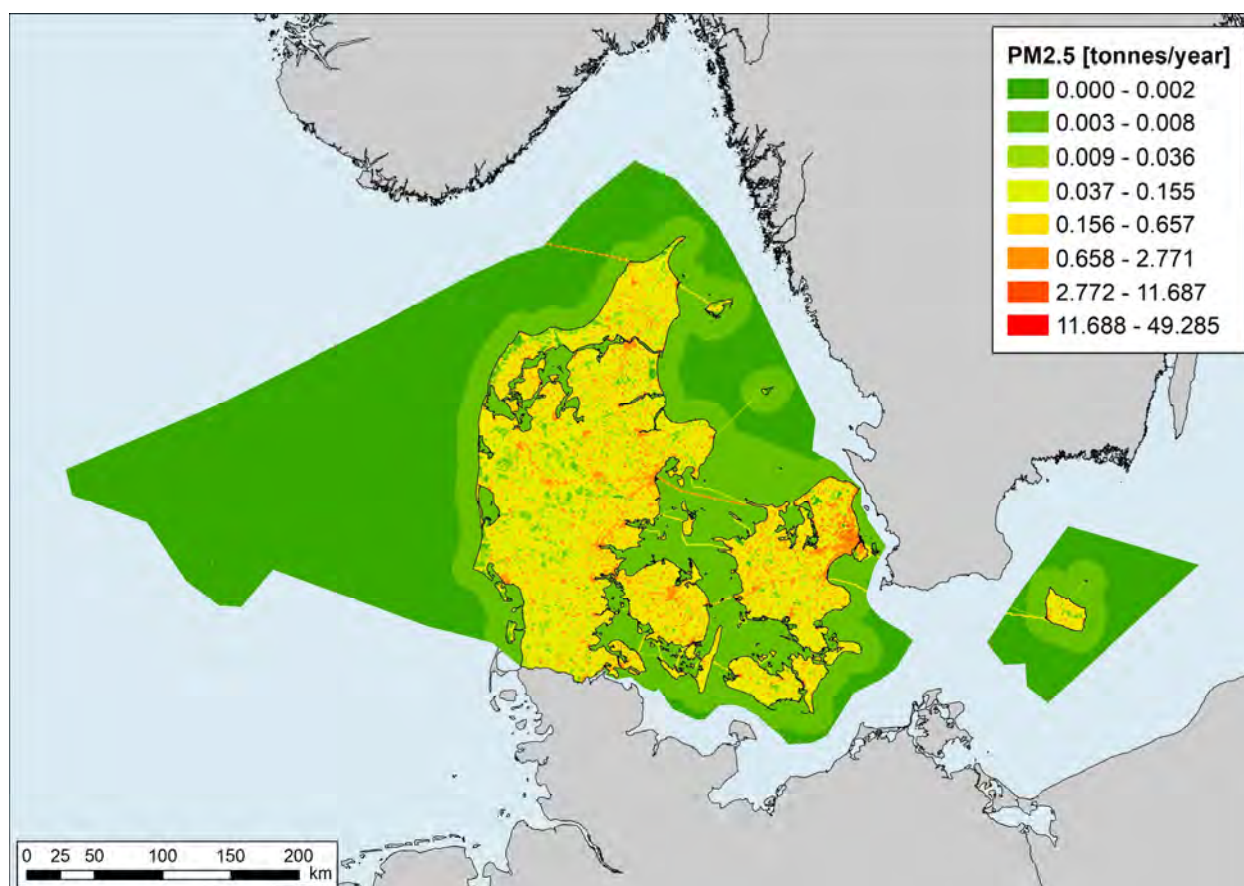 PM2.5 [tonnes/year]
0.000 - 0.002
0.003 - 0.008
0.009 - 0.036
0.037 - 0.155
0.156 - 0.657
0.658 - 2.771
2.772 - 11.687
11.688 - 49.285
0 25 50 100 150 200
km